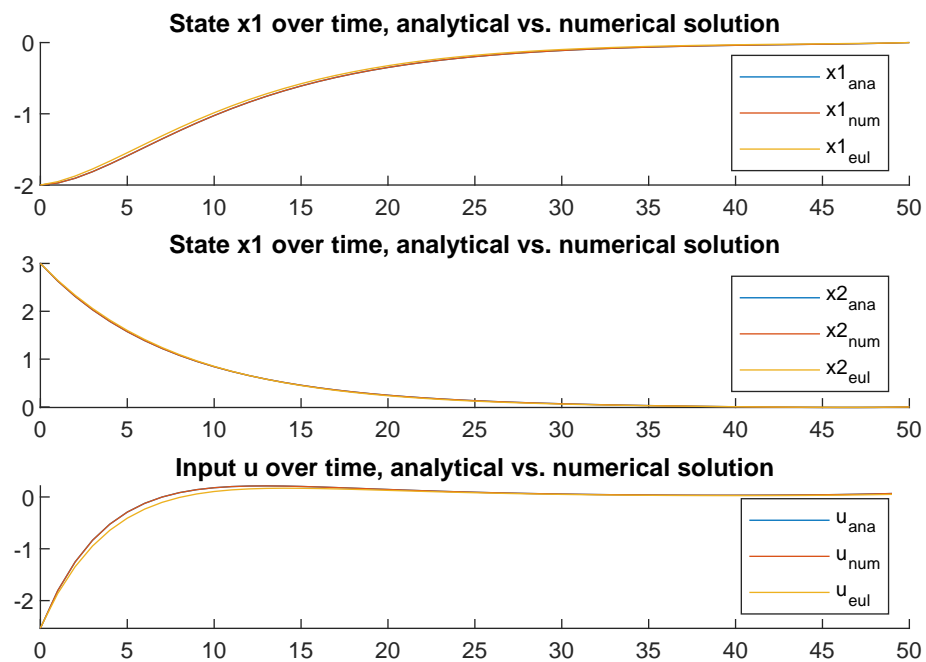 State x1 over time, analytical vs. numerical solution
0
-1
-2
x1ana
x1num
x1eul
0 5 10 15 20 25 30 35 40 45 50
State x1 over time, analytical vs. numerical solution
3
2
1
0
x2ana
x2num
x2eul
0 5 10 15 20 25 30 35 40 45 50
Input u over time, analytical vs. numerical solution
0
-1
-2
uana
unum
ueul
0 5 10 15 20 25 30 35 40 45 50